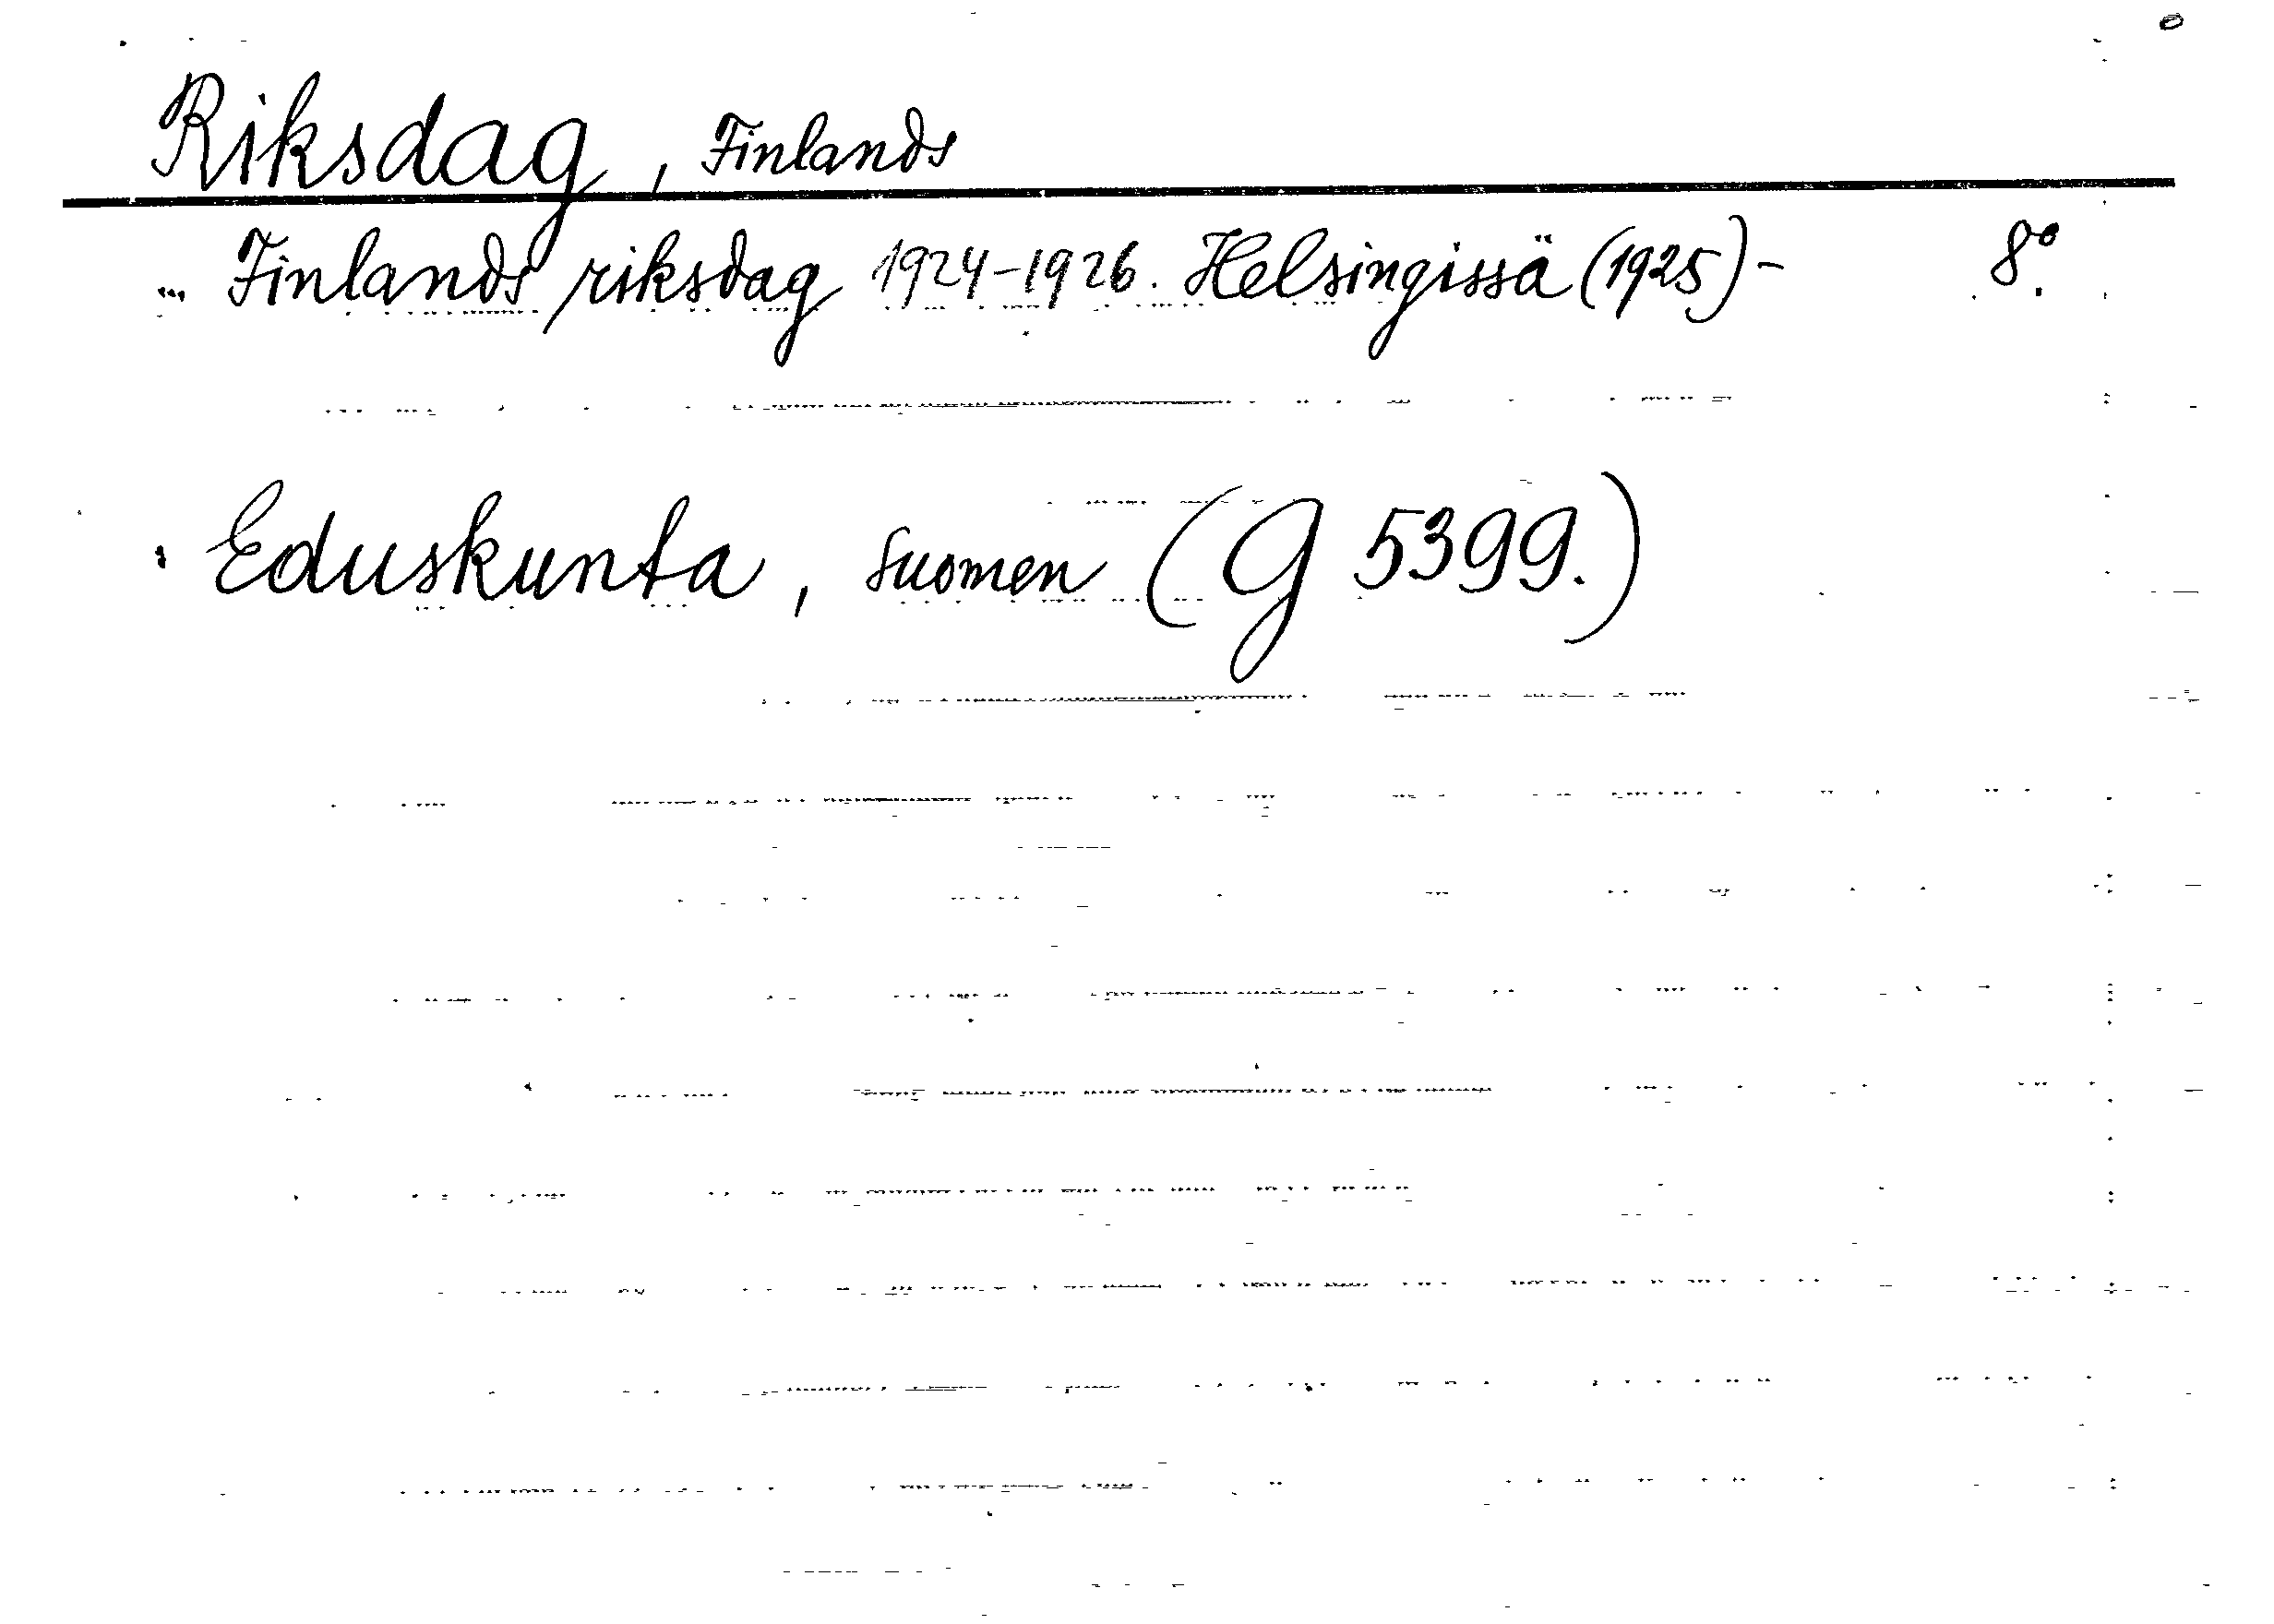 Riksdag, Finlands
... Finlands riksdag 1924-1926. Helsingissä (1925)- 8°.
: Eduskunta, Suomen (G 5399.)